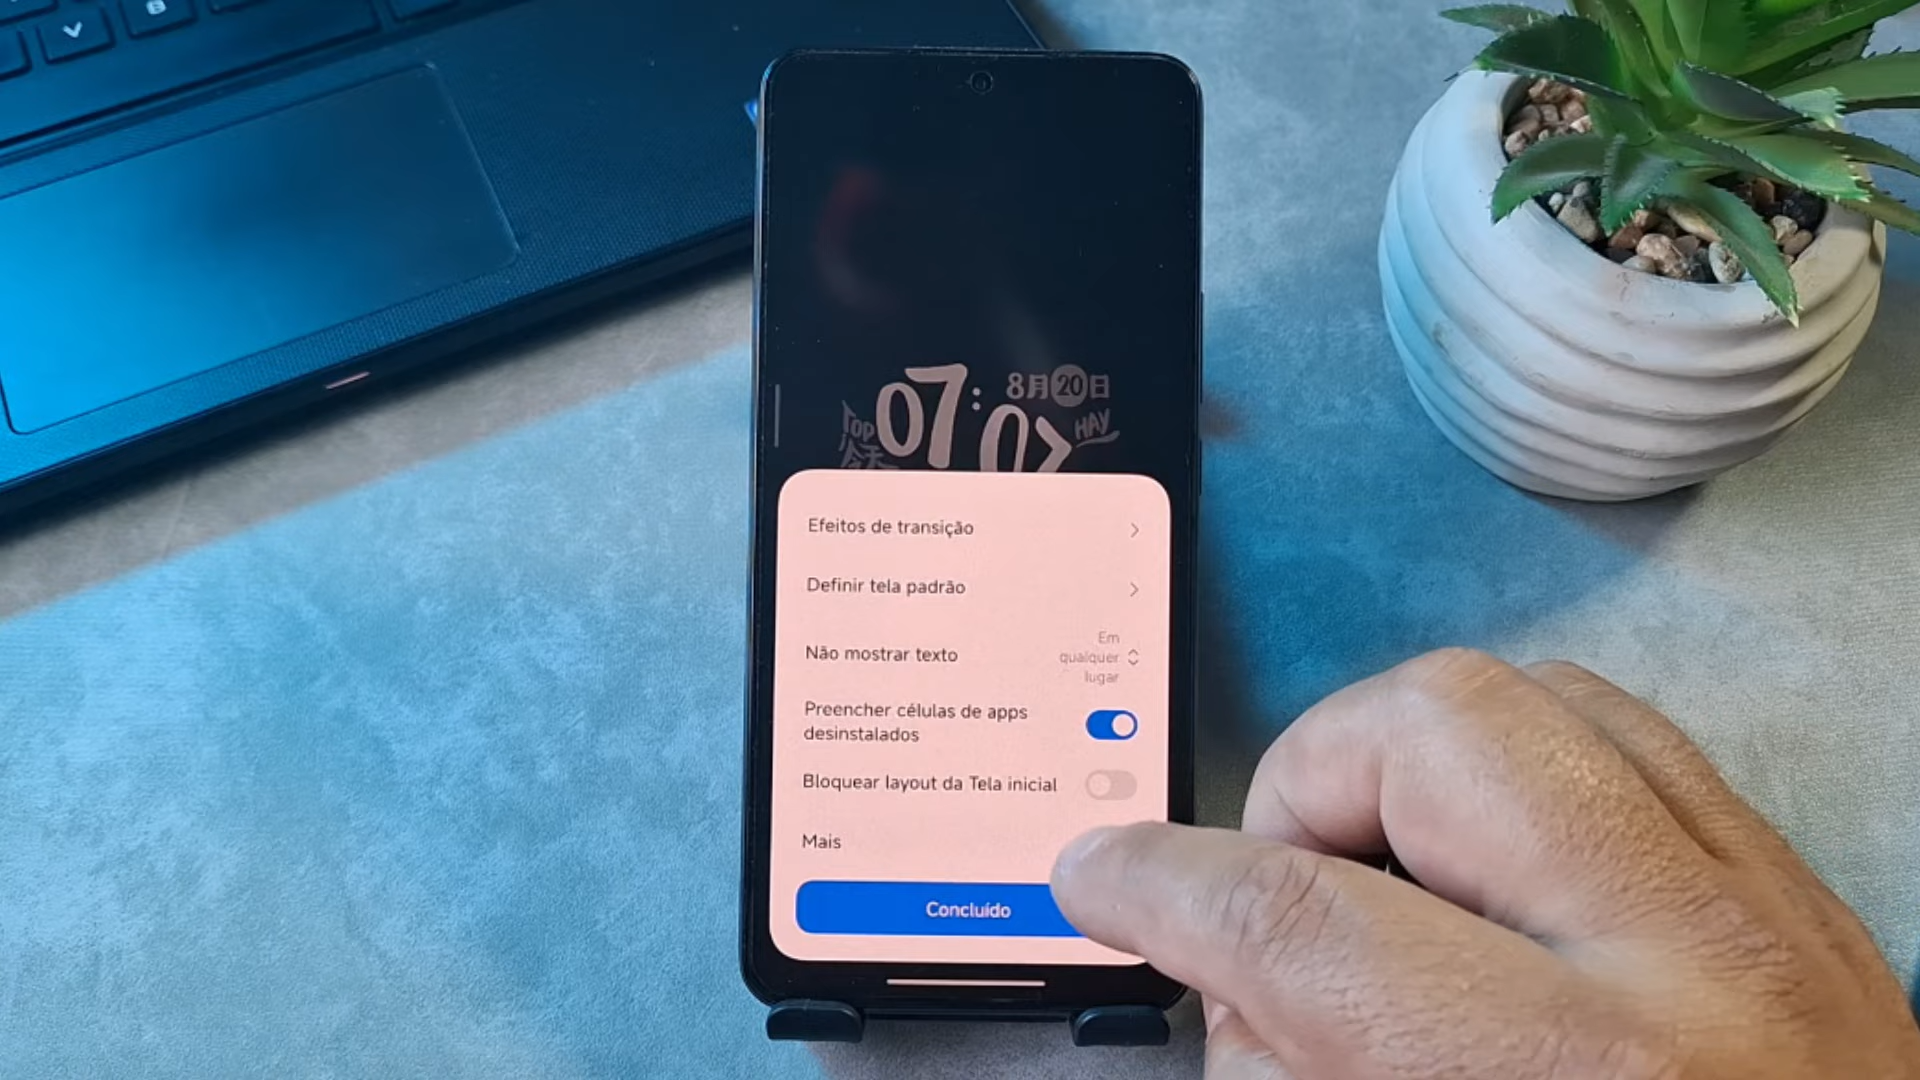 B
07:
8月20日
TOP
HAY
Efeitos de transição
Definir tela padrão
Não mostrar texto
Em
qualquer
lugar
Preencher células de apps
desinstalados
Bloquear layout da Tela inicial
Mais
Concluído